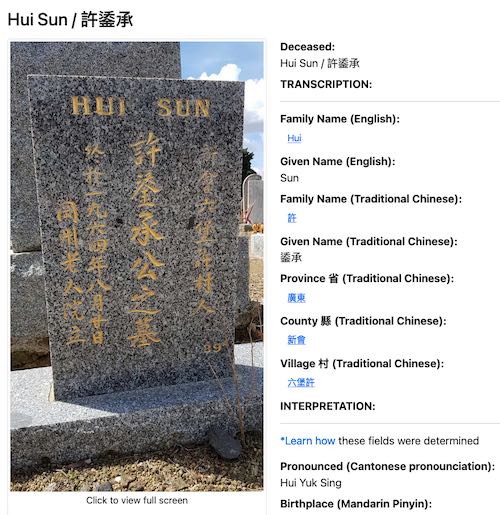 Hui Sun / 許鋈承
HUI SUN
新會六堡許村人
許鋈承公之墓
終於一九六四年八月十日
岡州老人院立
39
Click to view full screen
Deceased:
Hui Sun / 許鋈承
TRANSCRIPTION:
Family Name (English):
Hui
Given Name (English):
Sun
Family Name (Traditional Chinese):
許
Given Name (Traditional Chinese):
鋈承
Province 省 (Traditional Chinese):
廣東
County 縣 (Traditional Chinese):
新會
Village 村 (Traditional Chinese):
六堡許
INTERPRETATION:
*Learn how these fields were determined
Pronounced (Cantonese pronounciation):
Hui Yuk Sing
Birthplace (Mandarin Pinyin):